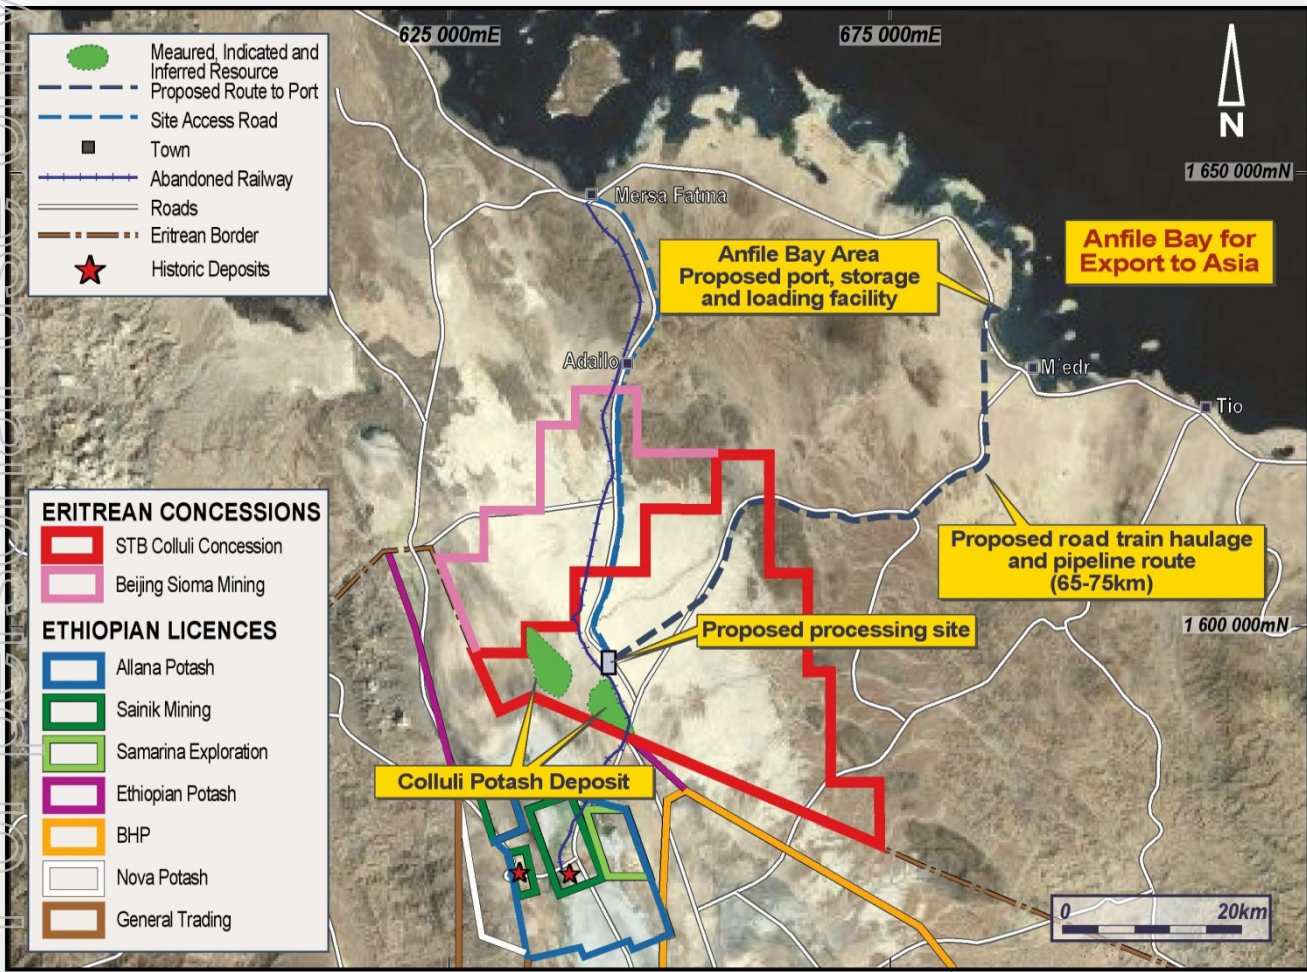 625 000mE
675 000mE
Meaured, Indicated and
Inferred Resource
Proposed Route to Port
Site Access Road
Town
Abandoned Railway
Roads
Eritrean Border
Historic Deposits
N
1 650 000mN
Mersa Fatma
Anfile Bay Area
Proposed port, storage
and loading facility
Anfile Bay for
Export to Asia
Adailo
M'edr
Tio
ERITREAN CONCESSIONS
STB Colluli Concession
Beijing Sioma Mining
ETHIOPIAN LICENCES
Allana Potash
Sainik Mining
Samarina Exploration
Ethiopian Potash
BHP
Nova Potash
General Trading
Proposed road train haulage
and pipeline route
(65-75km)
Proposed processing site
1 600 000mN
Colluli Potash Deposit
0
20km